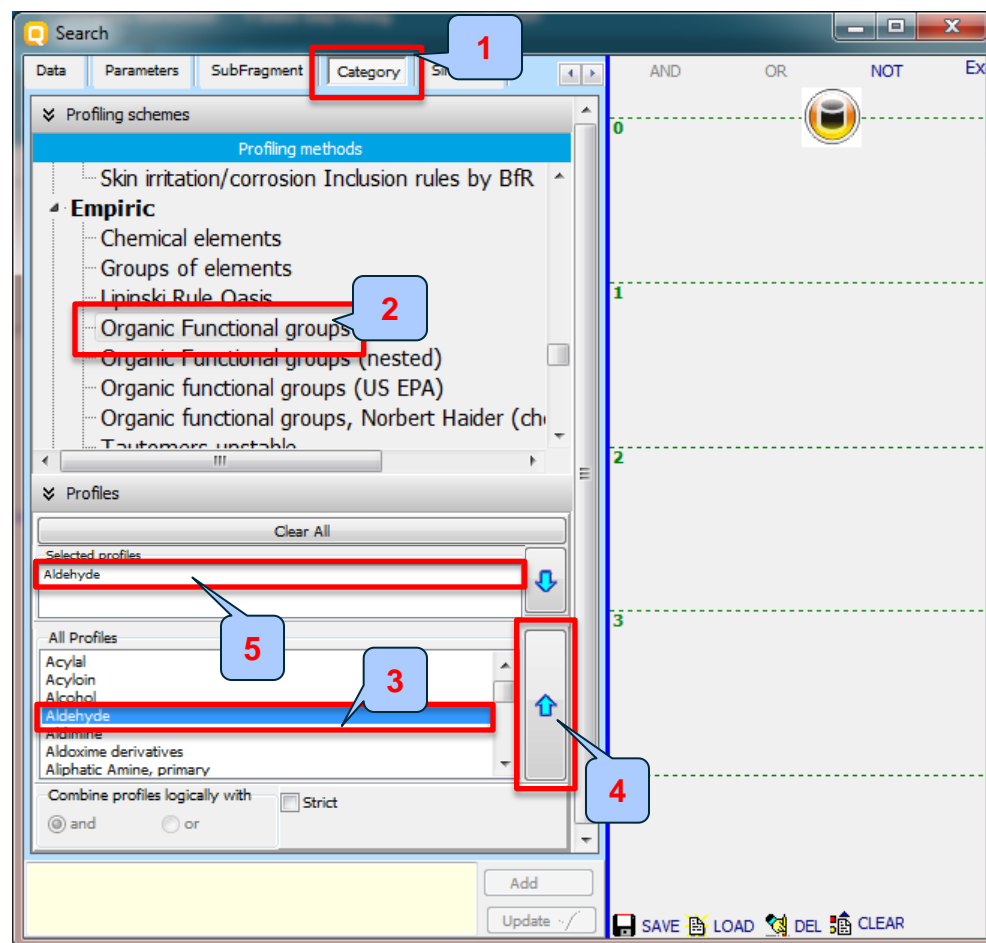 Search
1
Data Parameters SubFragment Category
AND OR NOT Ex
Profiling schemes
Profiling methods
Skin irritation/corrosion Inclusion rules by BfR
Empiric
Chemical elements
Groups of elements
Lipinski Rule Oasis
2
Organic Functional groups
Organic Functional groups (nested)
Organic functional groups (US EPA)
Organic functional groups, Norbert Haider (ch
Tautomers unstable
Profiles
Clear All
Selected profiles
Aldehyde
5
All Profiles
Acylal
Acyloin
Alcohol
3
Aldehyde
Aldimine
Aldoxime derivatives
Aliphatic Amine, primary
4
Combine profiles logically with
Strict
and or
Add
Update
0
1
2
3
SAVE LOAD DEL CLEAR